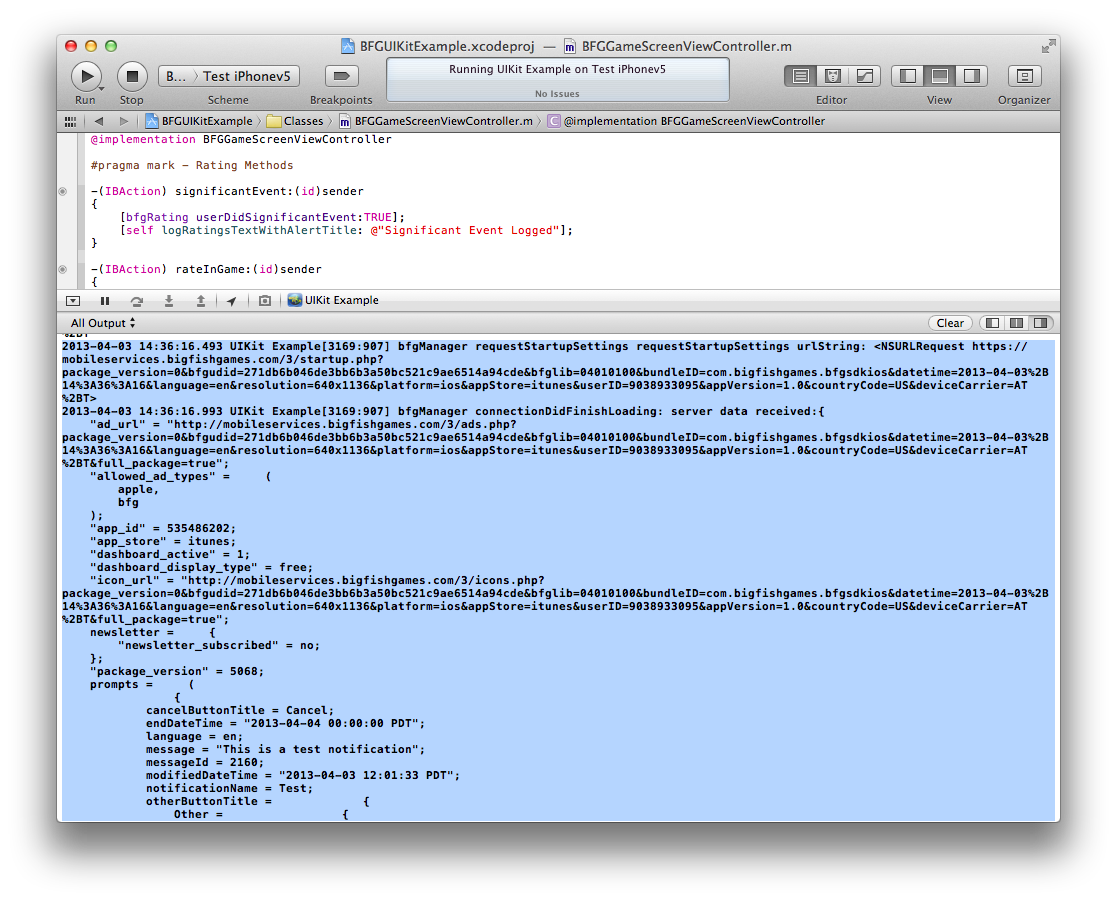 BFGUIKitExample.xcodeproj — BFGGameScreenViewController.m
B... 〉 Test iPhonev5
Running UIKit Example on Test iPhonev5
No Issues
Run Stop Scheme Breakpoints Editor View Organizer
BFGUIKitExample 〉 Classes 〉 BFGGameScreenViewController.m 〉 C @implementation BFGGameScreenViewController
@implementation BFGGameScreenViewController
#pragma mark - Rating Methods
-(IBAction) significantEvent:(id)sender
{
[bfgRating userDidSignificantEvent:TRUE];
[self logRatingsTextWithAlertTitle: @"Significant Event Logged"];
}
-(IBAction) rateInGame:(id)sender
{
UIKit Example
All Output Clear
%2BT
2013-04-03 14:36:16.493 UIKit Example[3169:907] bfgManager requestStartupSettings requestStartupSettings urlString: <NSURLRequest https://
mobileservices.bigfishgames.com/3/startup.php?
package_version=0&bfgudid=271db6b046de3bb6b3a50bc521c9ae6514a94cde&bfglib=04010100&bundleID=com.bigfishgames.bfgsdkios&datetime=2013-04-03%2B
14%3A36%3A16&language=en&resolution=640x1136&platform=ios&appStore=itunes&userID=9038933095&appVersion=1.0&countryCode=US&deviceCarrier=AT
%2BT>
2013-04-03 14:36:16.993 UIKit Example[3169:907] bfgManager connectionDidFinishLoading: server data received:{
"ad_url" = "http://mobileservices.bigfishgames.com/3/ads.php?
package_version=0&bfgudid=271db6b046de3bb6b3a50bc521c9ae6514a94cde&bfglib=04010100&bundleID=com.bigfishgames.bfgsdkios&datetime=2013-04-03%2B
14%3A36%3A16&language=en&resolution=640x1136&platform=ios&appStore=itunes&userID=9038933095&appVersion=1.0&countryCode=US&deviceCarrier=AT
%2BT&full_package=true";
"allowed_ad_types" = (
apple,
bfg
);
"app_id" = 535486202;
"app_store" = itunes;
"dashboard_active" = 1;
"dashboard_display_type" = free;
"icon_url" = "http://mobileservices.bigfishgames.com/3/icons.php?
package_version=0&bfgudid=271db6b046de3bb6b3a50bc521c9ae6514a94cde&bfglib=04010100&bundleID=com.bigfishgames.bfgsdkios&datetime=2013-04-03%2B
14%3A36%3A16&language=en&resolution=640x1136&platform=ios&appStore=itunes&userID=9038933095&appVersion=1.0&countryCode=US&deviceCarrier=AT
%2BT&full_package=true";
newsletter = {
"newsletter_subscribed" = no;
};
"package_version" = 5068;
prompts = (
{
cancelButtonTitle = Cancel;
endDateTime = "2013-04-04 00:00:00 PDT";
language = en;
message = "This is a test notification";
messageId = 2160;
modifiedDateTime = "2013-04-03 12:01:33 PDT";
notificationName = Test;
otherButtonTitle = {
Other = {